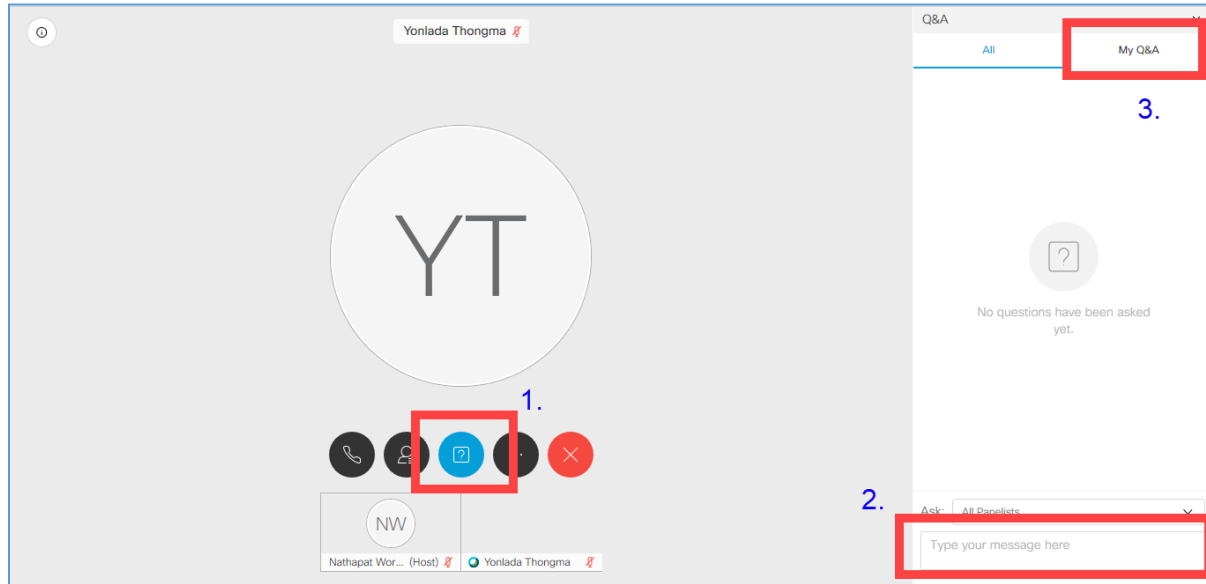 Yonlada Thongma
Q&A
All
My Q&A
3.
YT
No questions have been asked
yet.
1.
NW
Nathapat Wor... (Host)
Yonlada Thongma
2.
Ask:
All Panelists
Type your message here